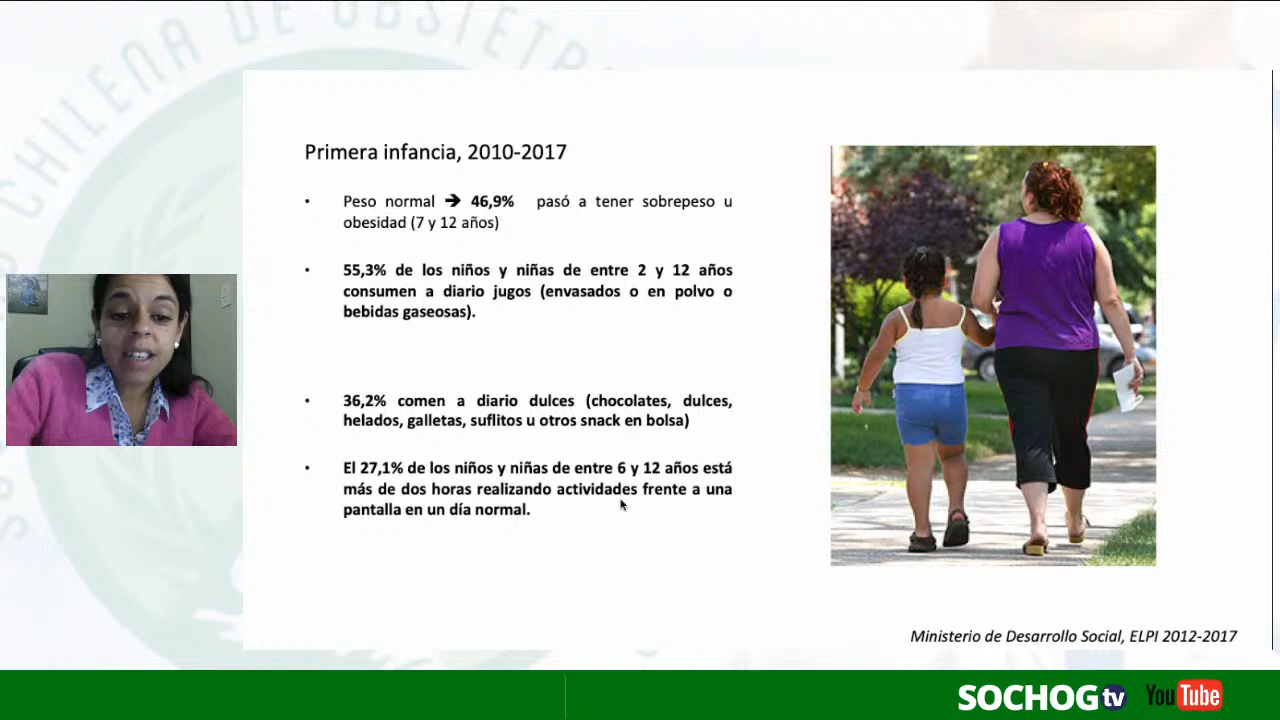 CHILENA DE OBSTETR
Primera infancia, 2010-2017
• Peso normal ➔ 46,9% pasó a tener sobrepeso u
obesidad (7 y 12 años)
• 55,3% de los niños y niñas de entre 2 y 12 años
consumen a diario jugos (envasados o en polvo o
bebidas gaseosas).
• 36,2% comen a diario dulces (chocolates, dulces,
helados, galletas, suflitos u otros snack en bolsa)
• El 27,1% de los niños y niñas de entre 6 y 12 años está
más de dos horas realizando actividades frente a una
pantalla en un día normal.
Ministerio de Desarrollo Social, ELPI 2012-2017
SOCHOG tv YouTube